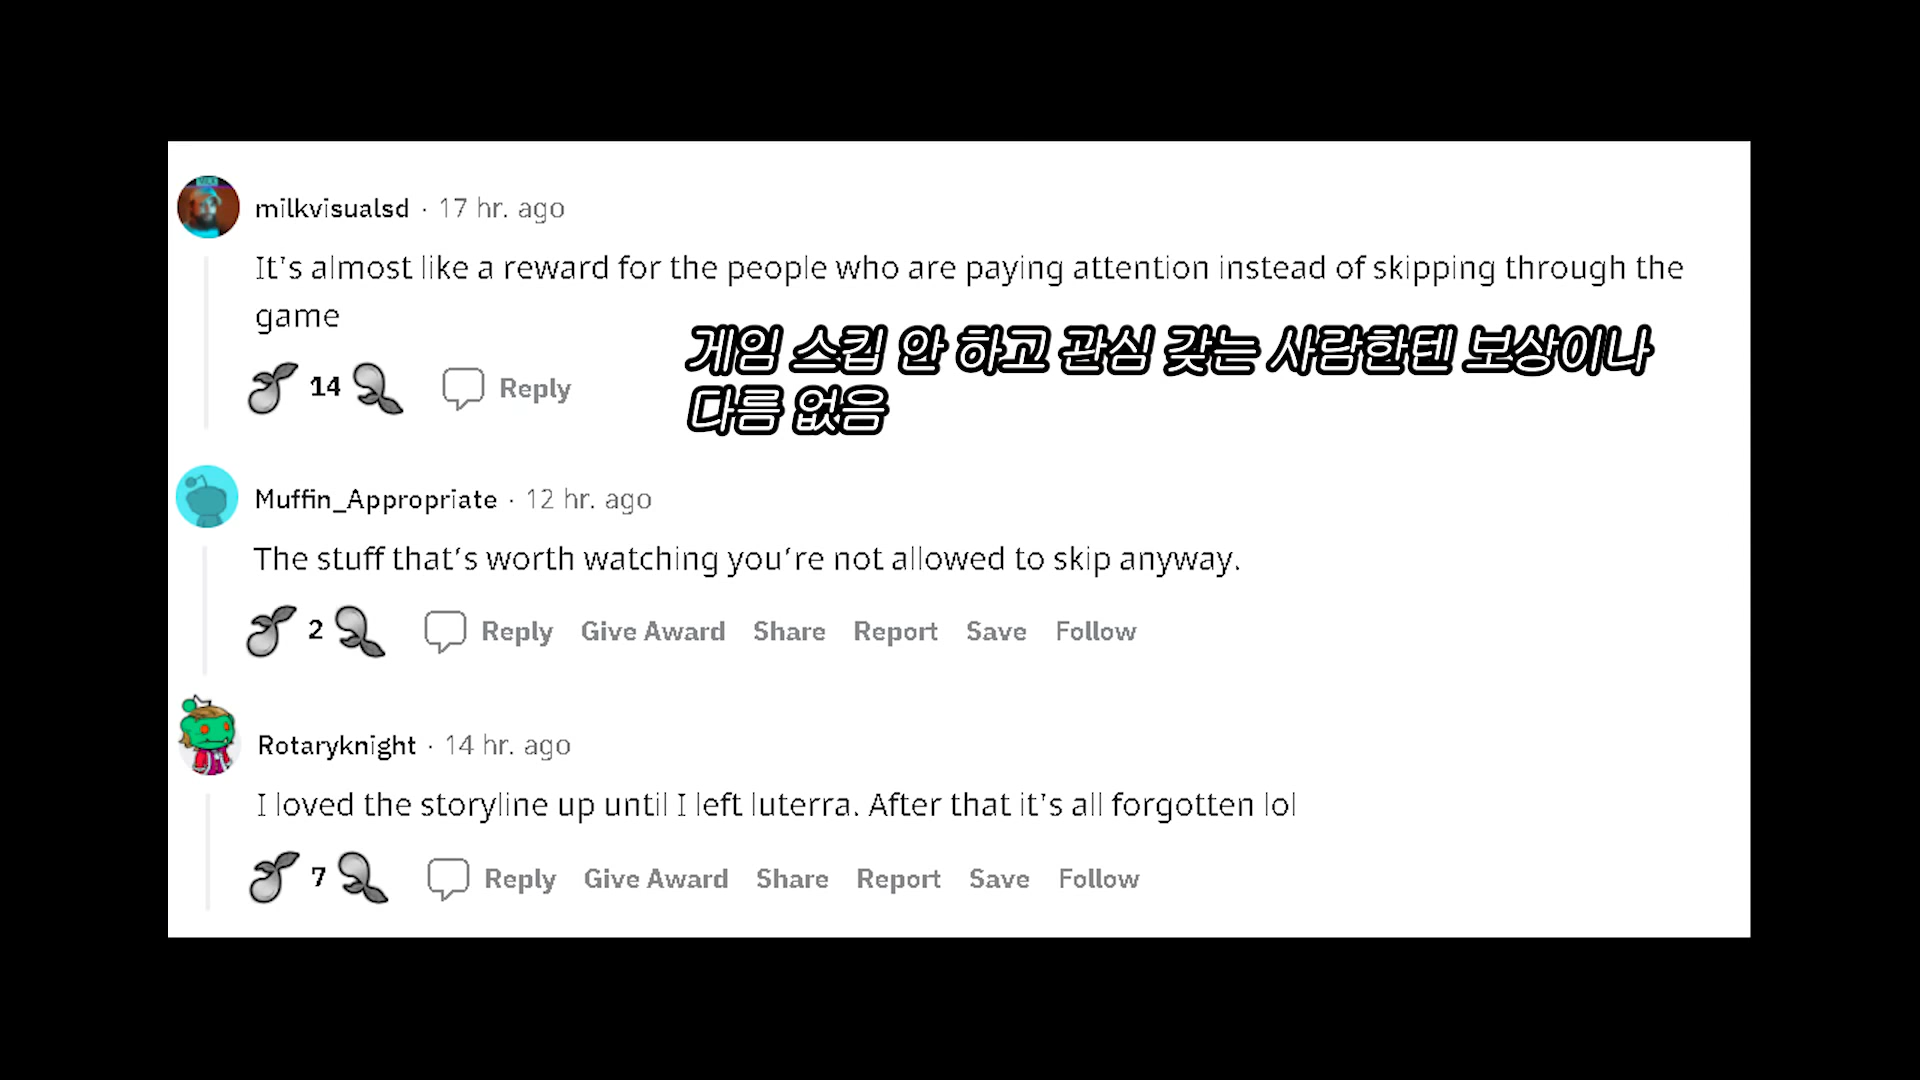 milkvisualsd · 17 hr. ago
It's almost like a reward for the people who are paying attention instead of skipping through the
game
게임 스킵 안 하고 관심 갖는 사람한텐 보상이나
다름 없음
14 Reply
Muffin_Appropriate · 12 hr. ago
The stuff that's worth watching you're not allowed to skip anyway.
2 Reply Give Award Share Report Save Follow
Rotaryknight · 14 hr. ago
I loved the storyline up until I left luterra. After that it's all forgotten lol
7 Reply Give Award Share Report Save Follow